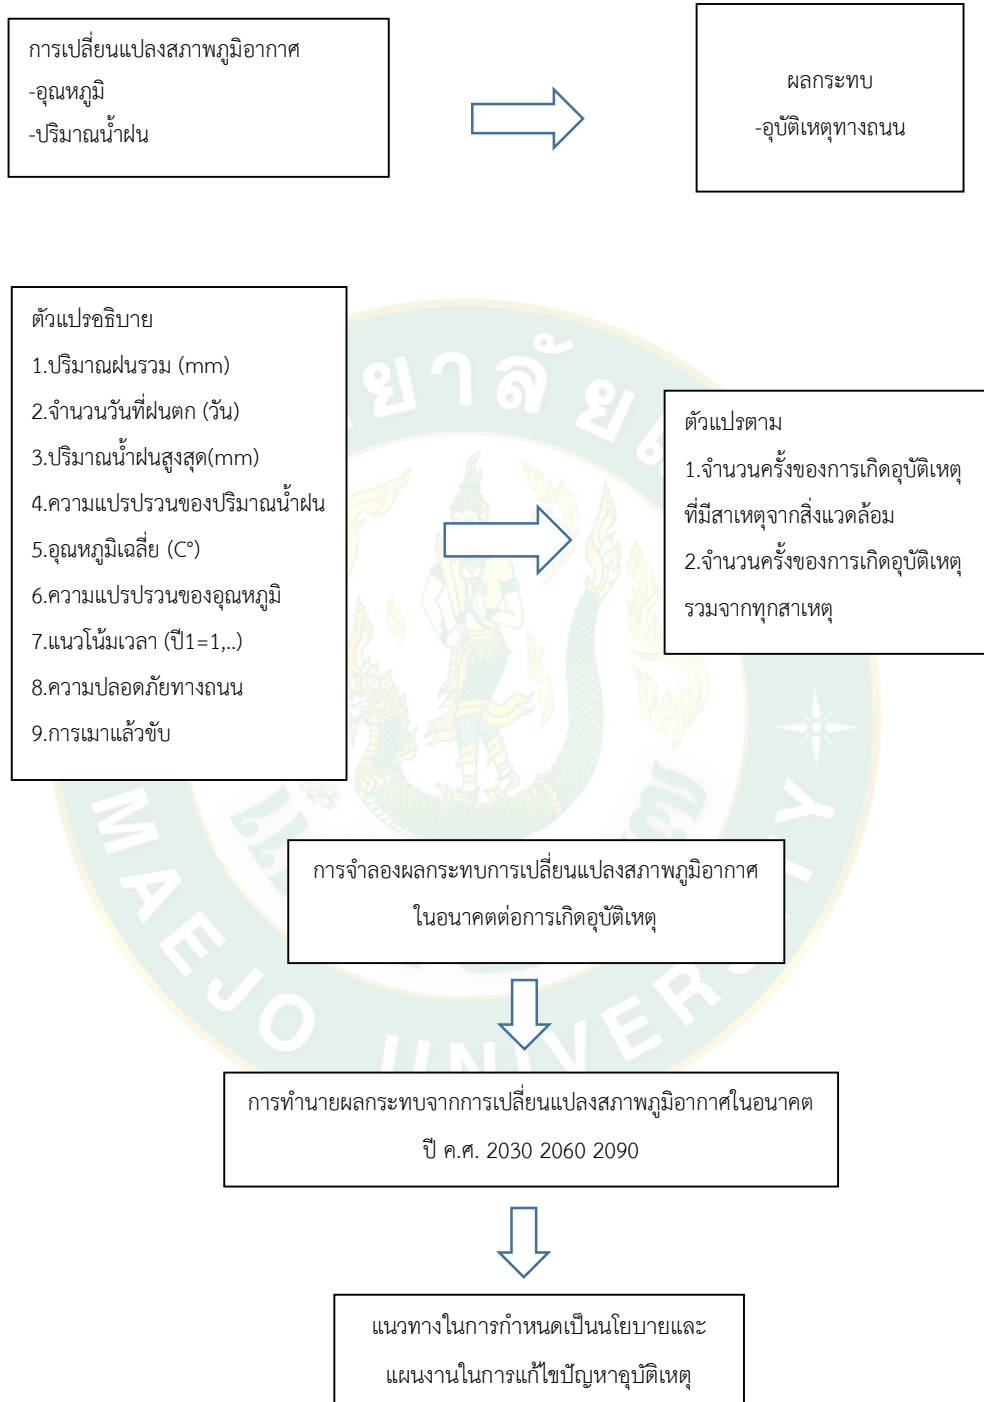 การเปลี่ยนแปลงสภาพภูมิอากาศ
-อุณหภูมิ
-ปริมาณน้ำฝน
ผลกระทบ
-อุบัติเหตุทางถนน
ตัวแปรอธิบาย
1.ปริมาณฝนรวม (mm)
2.จำนวนวันที่ฝนตก (วัน)
3.ปริมาณน้ำฝนสูงสุด(mm)
4.ความแปรปรวนของปริมาณน้ำฝน
5.อุณหภูมิเฉลี่ย (C°)
6.ความแปรปรวนของอุณหภูมิ
7.แนวโน้มเวลา (ปี1=1,..)
8.ความปลอดภัยทางถนน
9.การเมาแล้วขับ
ตัวแปรตาม
1.จำนวนครั้งของการเกิดอุบัติเหตุ
ที่มีสาเหตุจากสิ่งแวดล้อม
2.จำนวนครั้งของการเกิดอุบัติเหตุ
รวมจากทุกสาเหตุ
การจำลองผลกระทบการเปลี่ยนแปลงสภาพภูมิอากาศ
ในอนาคตต่อการเกิดอุบัติเหตุ
การทำนายผลกระทบจากการเปลี่ยนแปลงสภาพภูมิอากาศในอนาคต
ปี ค.ศ. 2030 2060 2090
แนวทางในการกำหนดเป็นนโยบายและ
แผนงานในการแก้ไขปัญหาอุบัติเหตุ
MAEJO UNIVERSITY